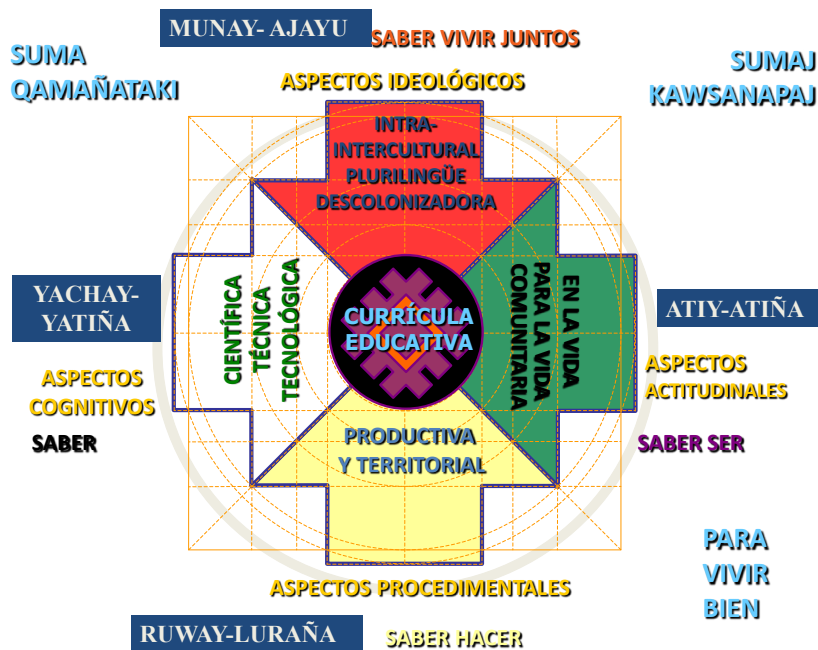 MUNAY- AJAYU
SABER VIVIR JUNTOS
SUMA
QAMAÑATAKI
SUMAJ
KAWSANAPAJ
ASPECTOS IDEOLÓGICOS
INTRA-
INTERCULTURAL
PLURILINGÜE
DESCOLONIZADORA
YACHAY-
YATIÑA
CIENTÍFICA
TÉCNICA
TECNOLÓGICA
CURRÍCULA
EDUCATIVA
EN LA VIDA
PARA LA VIDA
COMUNITARIA
ATIY-ATIÑA
ASPECTOS
COGNITIVOS
ASPECTOS
ACTITUDINALES
SABER
SABER SER
PRODUCTIVA
Y TERRITORIAL
PARA
VIVIR
BIEN
ASPECTOS PROCEDIMENTALES
RUWAY-LURAÑA
SABER HACER